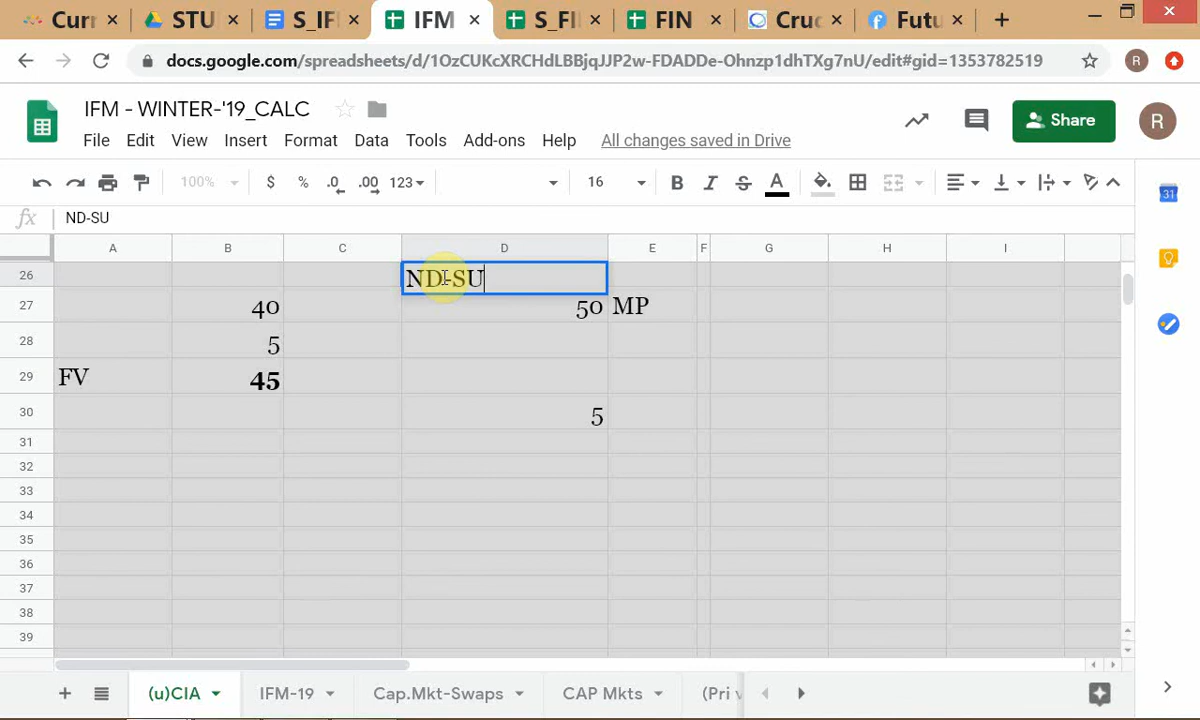 Curr
STU
S_IF
IFM
S_FI
FIN
Cruc
Futu
docs.google.com/spreadsheets/d/1OzCUKcXRCHdLBBjqJJP2w-FDADDe-Ohnzp1dhTXg7nU/edit#gid=1353782519
R
IFM - WINTER-'19_CALC
Share
R
File Edit View Insert Format Data Tools Add-ons Help All changes saved in Drive
100% $ % .0 .00 123 16 B I S A
31
fx ND-SU
A B C D E F G H I
26 ND-SU
27 40 50 MP
28 5
29 FV 45
30 5
31
32
33
34
35
36
37
38
39
(u)CIA IFM-19 Cap.Mkt-Swaps CAP Mkts (Pri